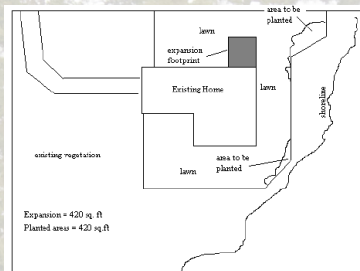 area to be
planted
lawn
expansion
footprint
Existing Home
lawn
shoreline
existing vegetation
area to be
planted
lawn
Expansion = 420 sq. ft
Planted areas = 420 sq.ft